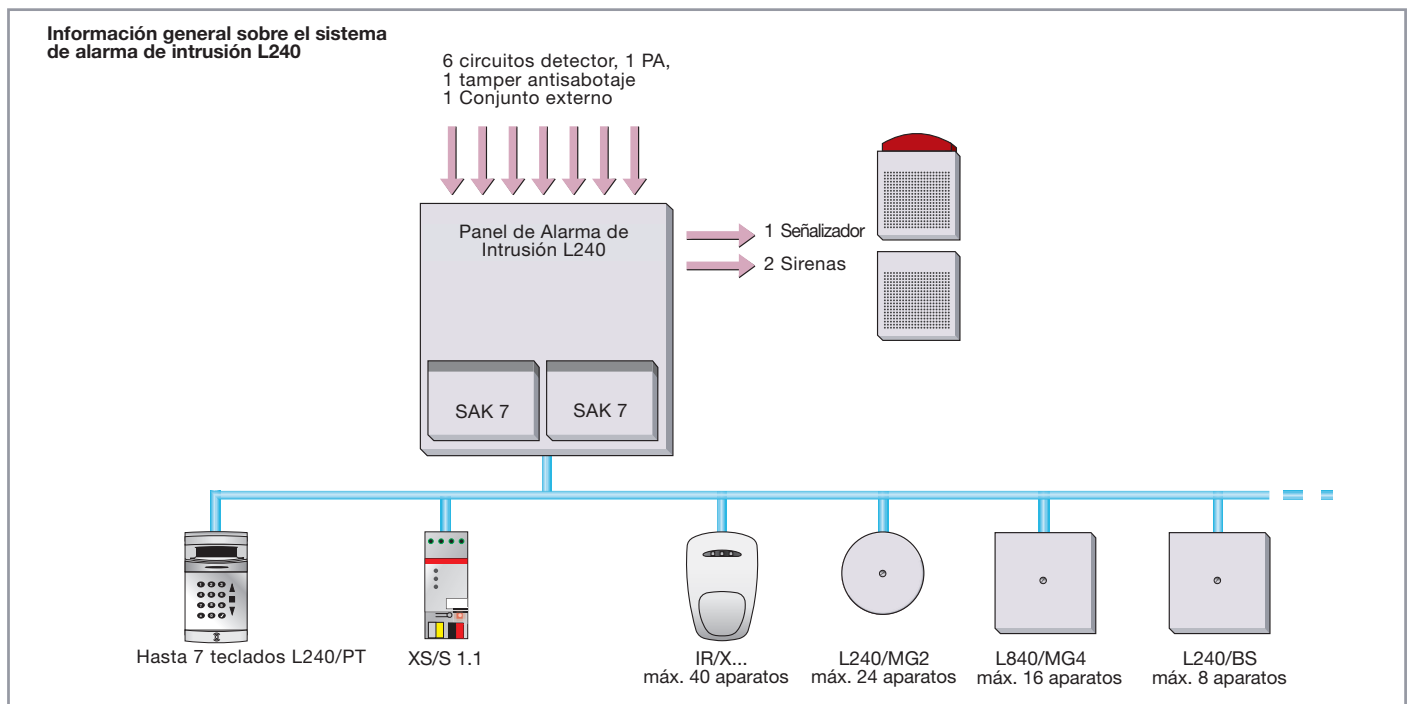 Información general sobre el sistema
de alarma de intrusión L240
6 circuitos detector, 1 PA,
1 tamper antisabotaje
1 Conjunto externo
Panel de Alarma de
Intrusión L240
1 Señalizador
2 Sirenas
SAK 7
SAK 7
Hasta 7 teclados L240/PT
XS/S 1.1
IR/X...
máx. 40 aparatos
L240/MG2
máx. 24 aparatos
L840/MG4
máx. 16 aparatos
L240/BS
máx. 8 aparatos